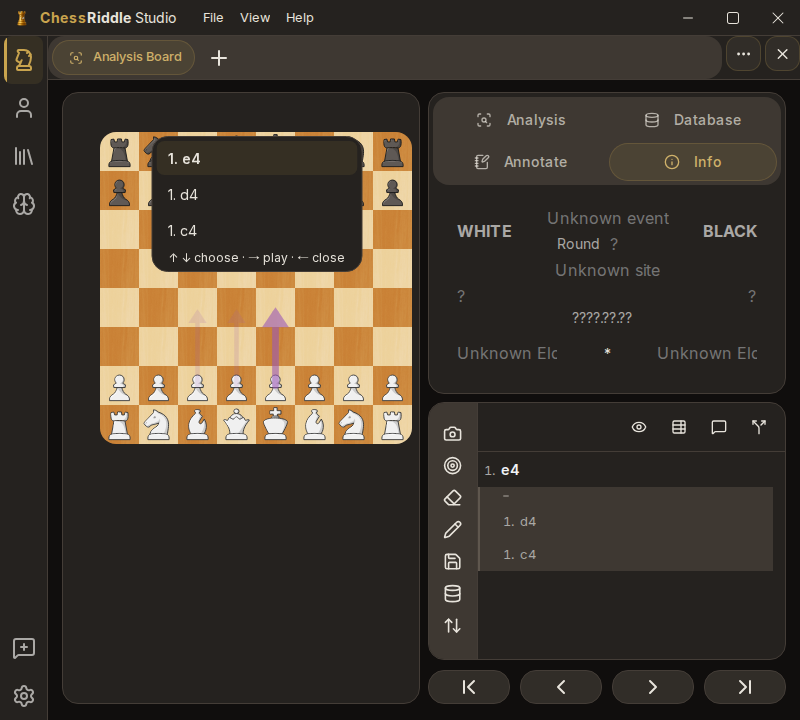 ChessRiddle Studio File View Help
Analysis Board
1. e4
1. d4
1. c4
↑ ↓ choose · → play · ← close
Analysis
Database
Annotate
Info
WHITE
Unknown event
BLACK
Round ?
Unknown site
?
?
????.??.??
Unknown Elo
*
Unknown Elo
1. e4
–
1. d4
1. c4